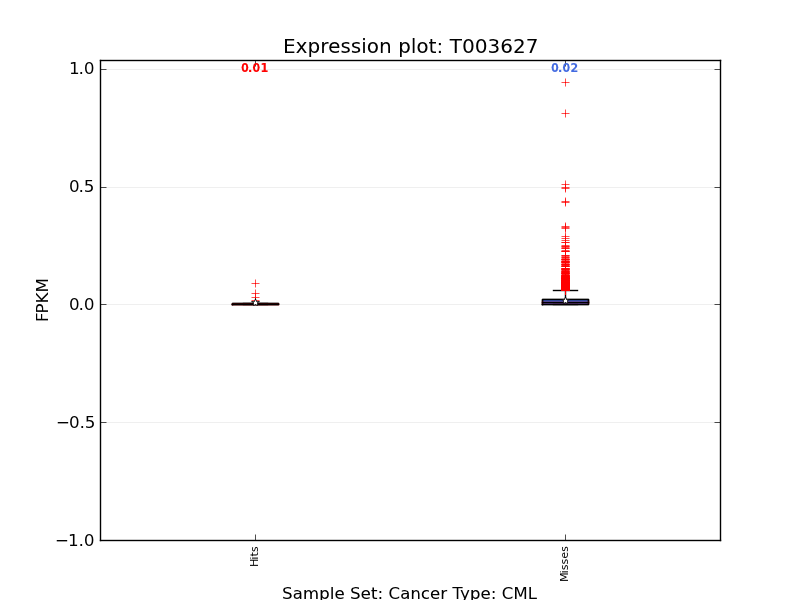 Expression plot: T003627
1.0
0.01
0.02
0.5
0.0
−0.5
−1.0
FPKM
Hits
Misses
Sample Set: Cancer Type: CML